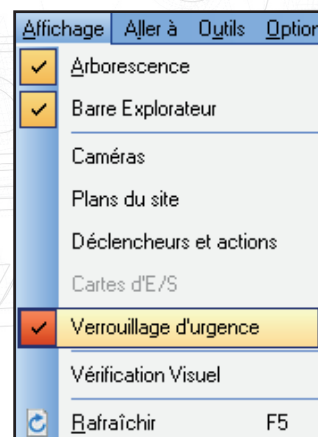 Affichage Aller à Outils Option
Arborescence
Barre Explorateur
Caméras
Plans du site
Déclencheurs et actions
Cartes d'E/S
Verrouillage d'urgence
Vérification Visuel
Rafraîchir F5